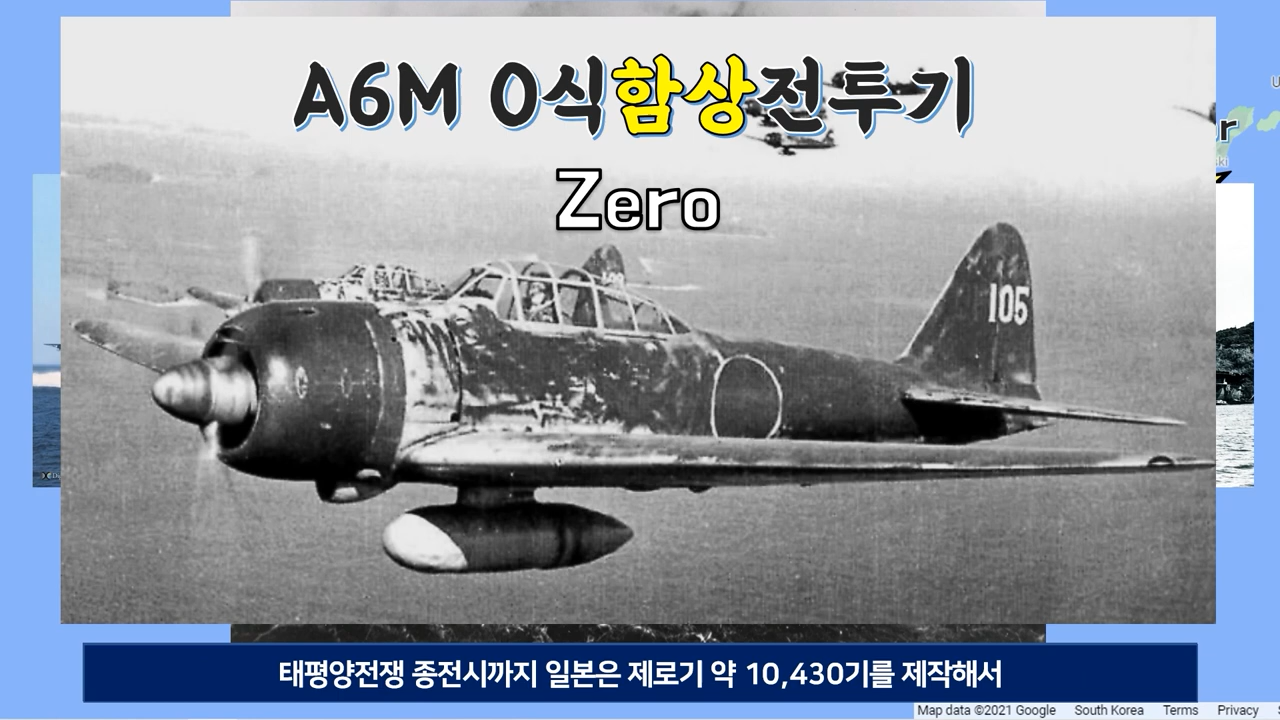 A6M 0식함상전투기
Zero
105
태평양전쟁 종전시까지 일본은 제로기 약 10,430기를 제작해서
Map data ©2021 Google South Korea Terms Privacy